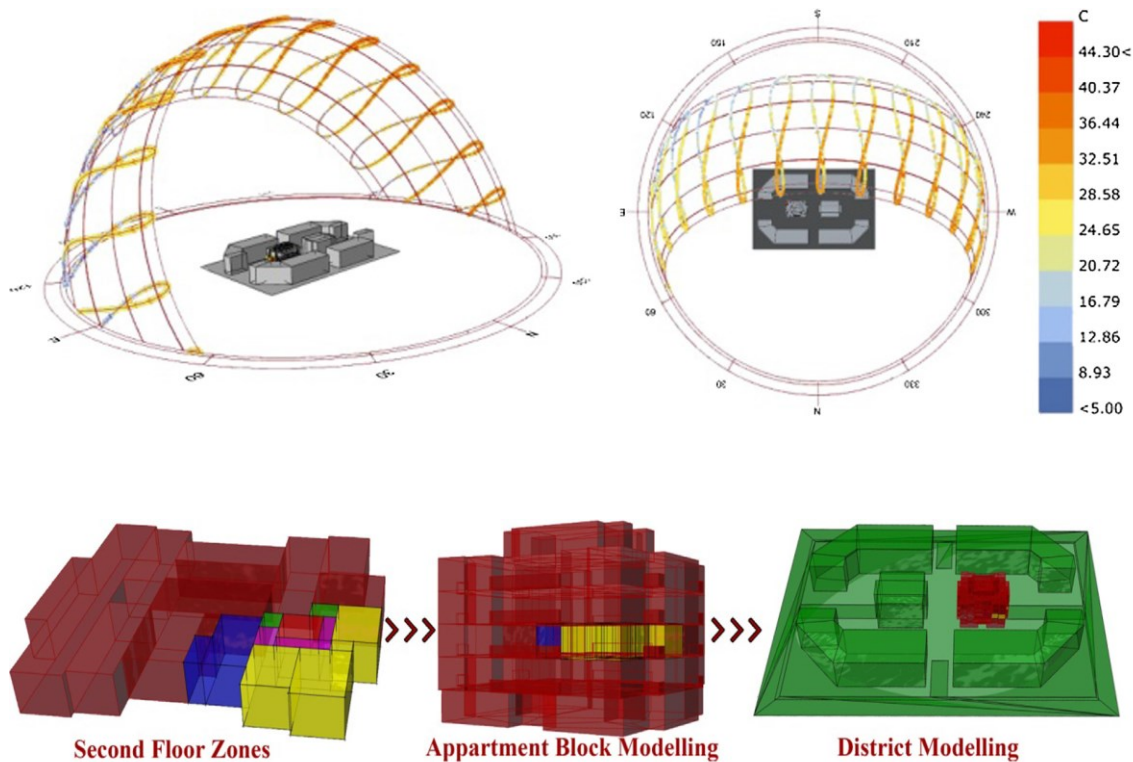 E
60
30
N
S
150
210
120
240
E
W
60
300
30
330
N
C
44.30<
40.37
36.44
32.51
28.58
24.65
20.72
16.79
12.86
8.93
<5.00
>>>
>>>
Second Floor Zones
Appartment Block Modelling
District Modelling